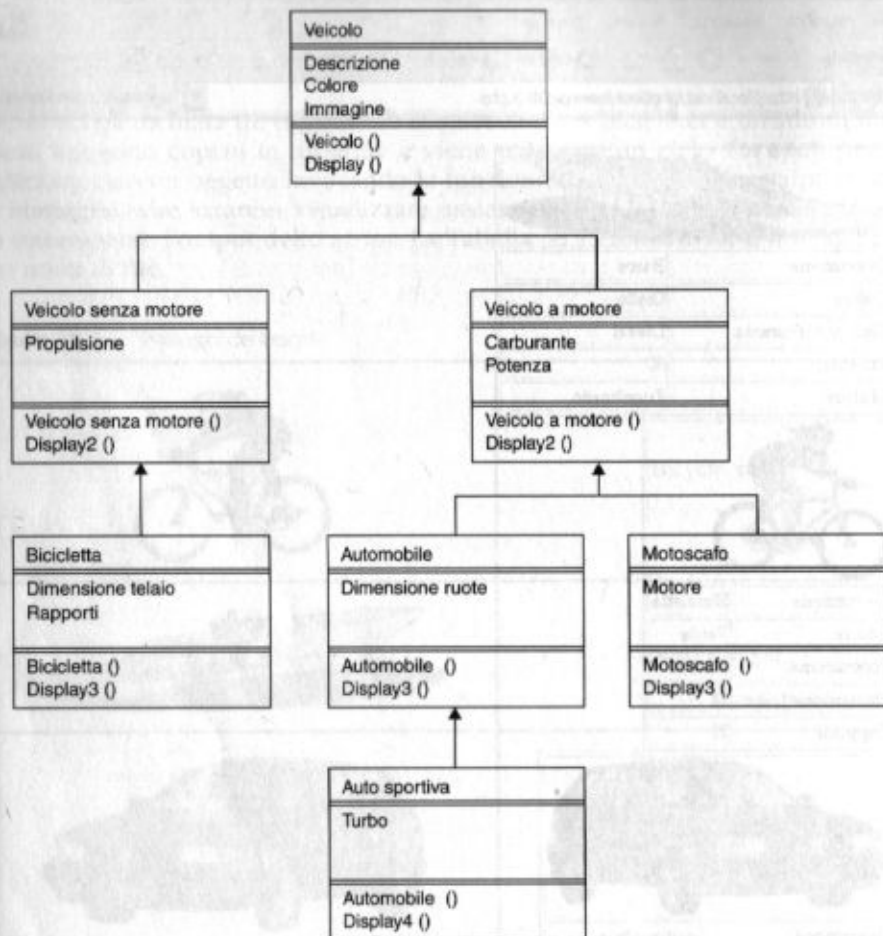 Veicolo
Descrizione
Colore
Immagine
Veicolo ()
Display ()
Veicolo senza motore
Propulsione
Veicolo senza motore ()
Display2 ()
Veicolo a motore
Carburante
Potenza
Veicolo a motore ()
Display2 ()
Bicicletta
Dimensione telaio
Rapporti
Bicicletta ()
Display3 ()
Automobile
Dimensione ruote
Automobile ()
Display3 ()
Motoscafo
Motore
Motoscafo ()
Display3 ()
Auto sportiva
Turbo
Automobile ()
Display4 ()